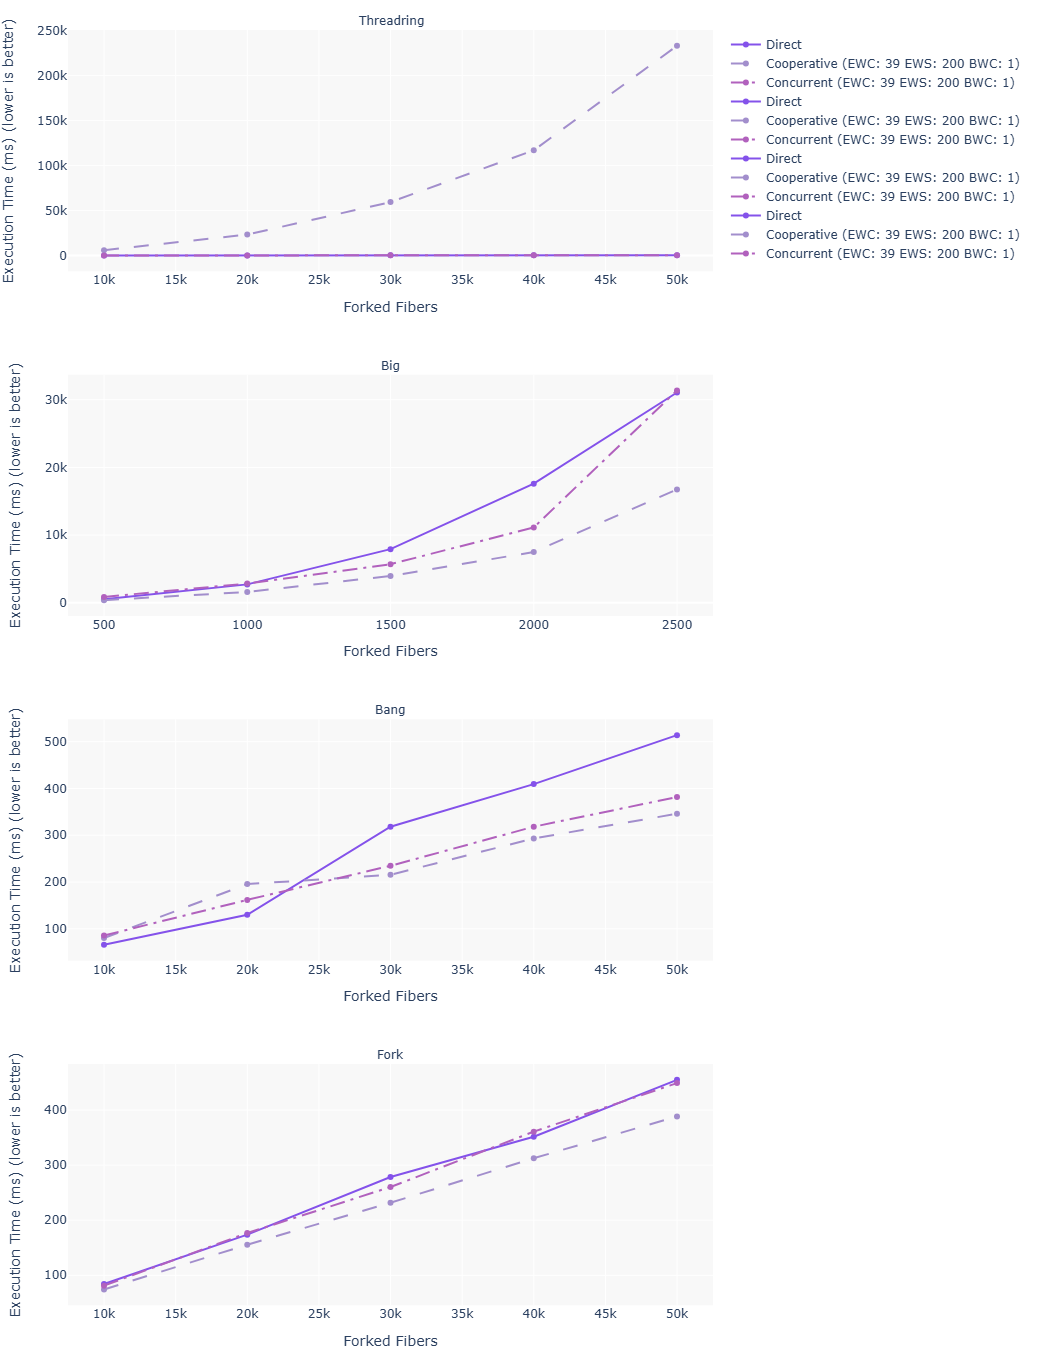 Threadring
Execution Time (ms) (lower is better)
250k
200k
150k
100k
50k
0
10k 15k 20k 25k 30k 35k 40k 45k 50k
Forked Fibers
Direct
Cooperative (EWC: 39 EWS: 200 BWC: 1)
Concurrent (EWC: 39 EWS: 200 BWC: 1)
Direct
Cooperative (EWC: 39 EWS: 200 BWC: 1)
Concurrent (EWC: 39 EWS: 200 BWC: 1)
Direct
Cooperative (EWC: 39 EWS: 200 BWC: 1)
Concurrent (EWC: 39 EWS: 200 BWC: 1)
Direct
Cooperative (EWC: 39 EWS: 200 BWC: 1)
Concurrent (EWC: 39 EWS: 200 BWC: 1)
Big
Execution Time (ms) (lower is better)
30k
20k
10k
0
500 1000 1500 2000 2500
Forked Fibers
Bang
Execution Time (ms) (lower is better)
500
400
300
200
100
10k 15k 20k 25k 30k 35k 40k 45k 50k
Forked Fibers
Fork
Execution Time (ms) (lower is better)
400
300
200
100
10k 15k 20k 25k 30k 35k 40k 45k 50k
Forked Fibers